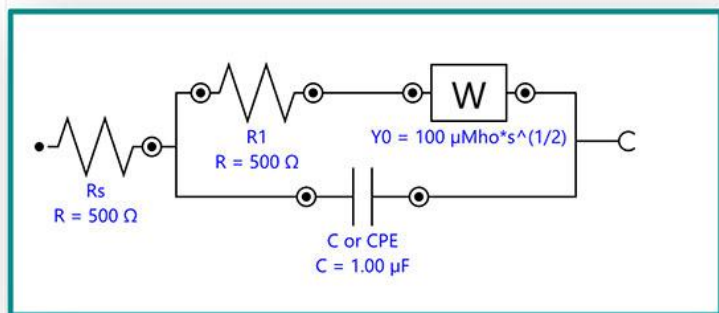 W
R1
R = 500 Ω
Y0 = 100 µMho*s^(1/2)
Rs
R = 500 Ω
C or CPE
C = 1.00 µF